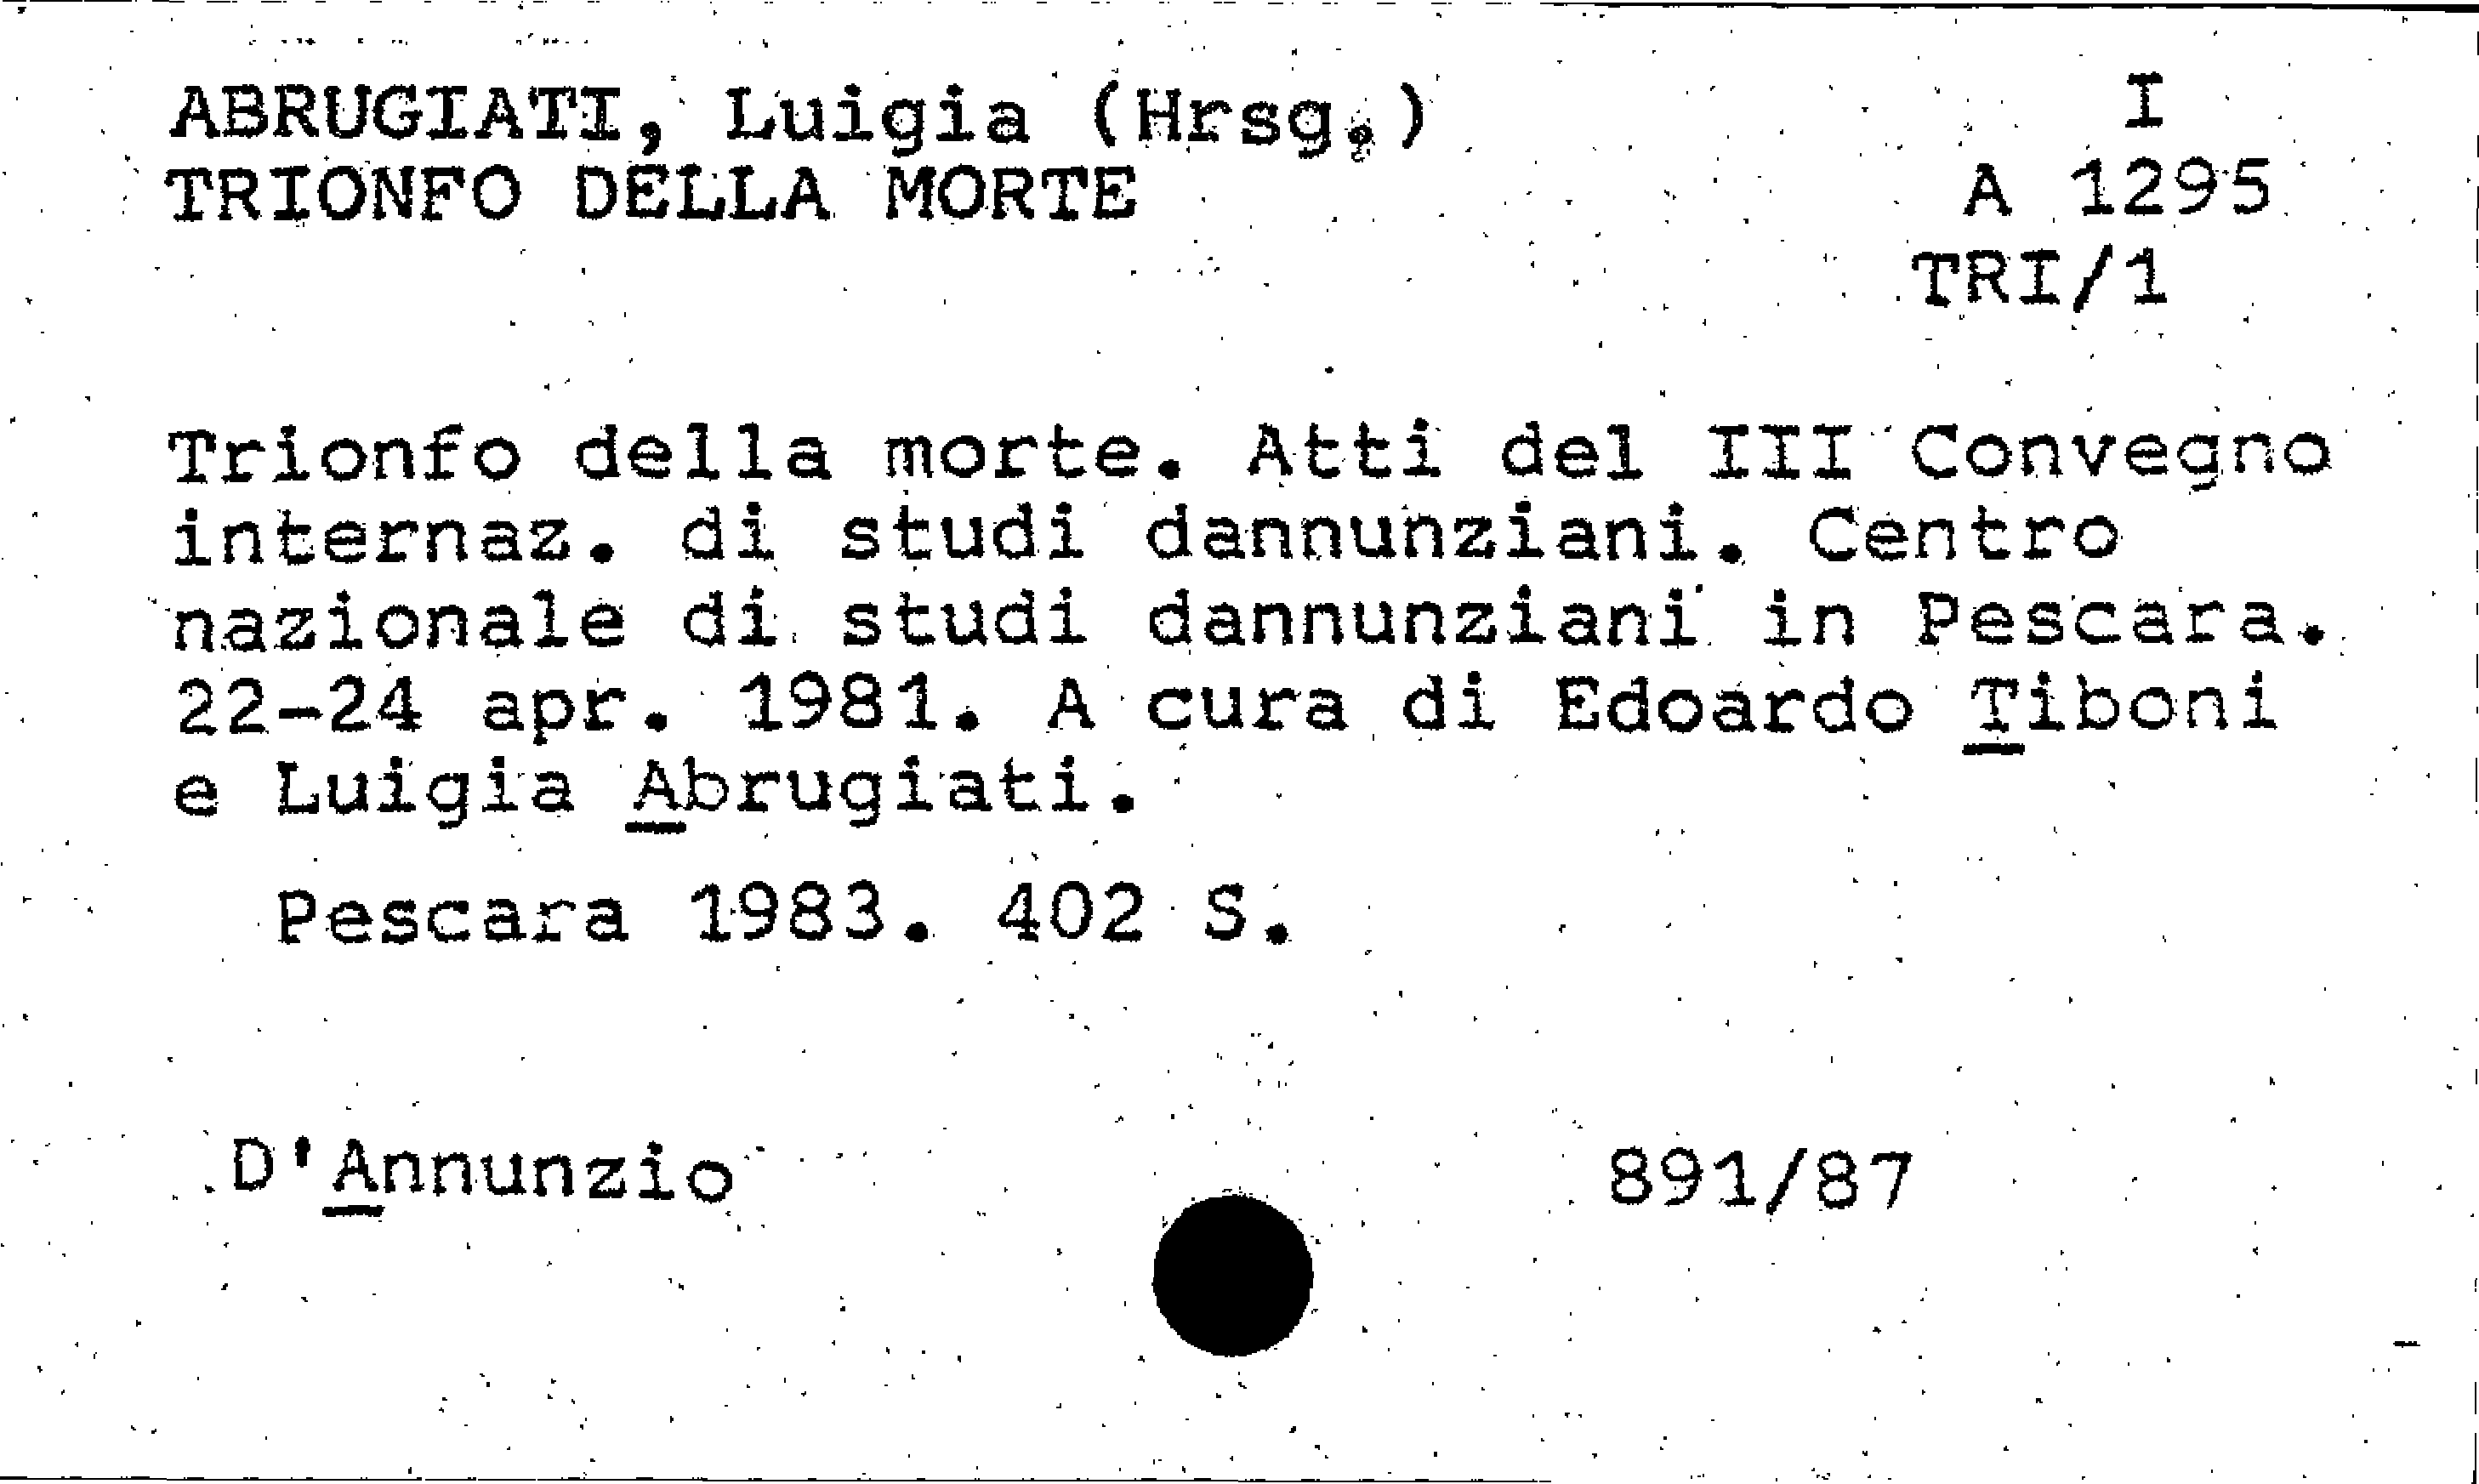 ABRUGIATI, Luigia (Hrsg.)
TRIONFO DELLA MORTE
I
A 1295
TRI/1
Trionfo della morte. Atti del III Convegno
internaz. di studi dannunziani. Centro
nazionale di studi dannunziani in Pescara.
22-24 apr. 1981. A cura di Edoardo Tiboni
e Luigia Abrugiati.
Pescara 1983. 402 S.
D'Annunzio
891/87